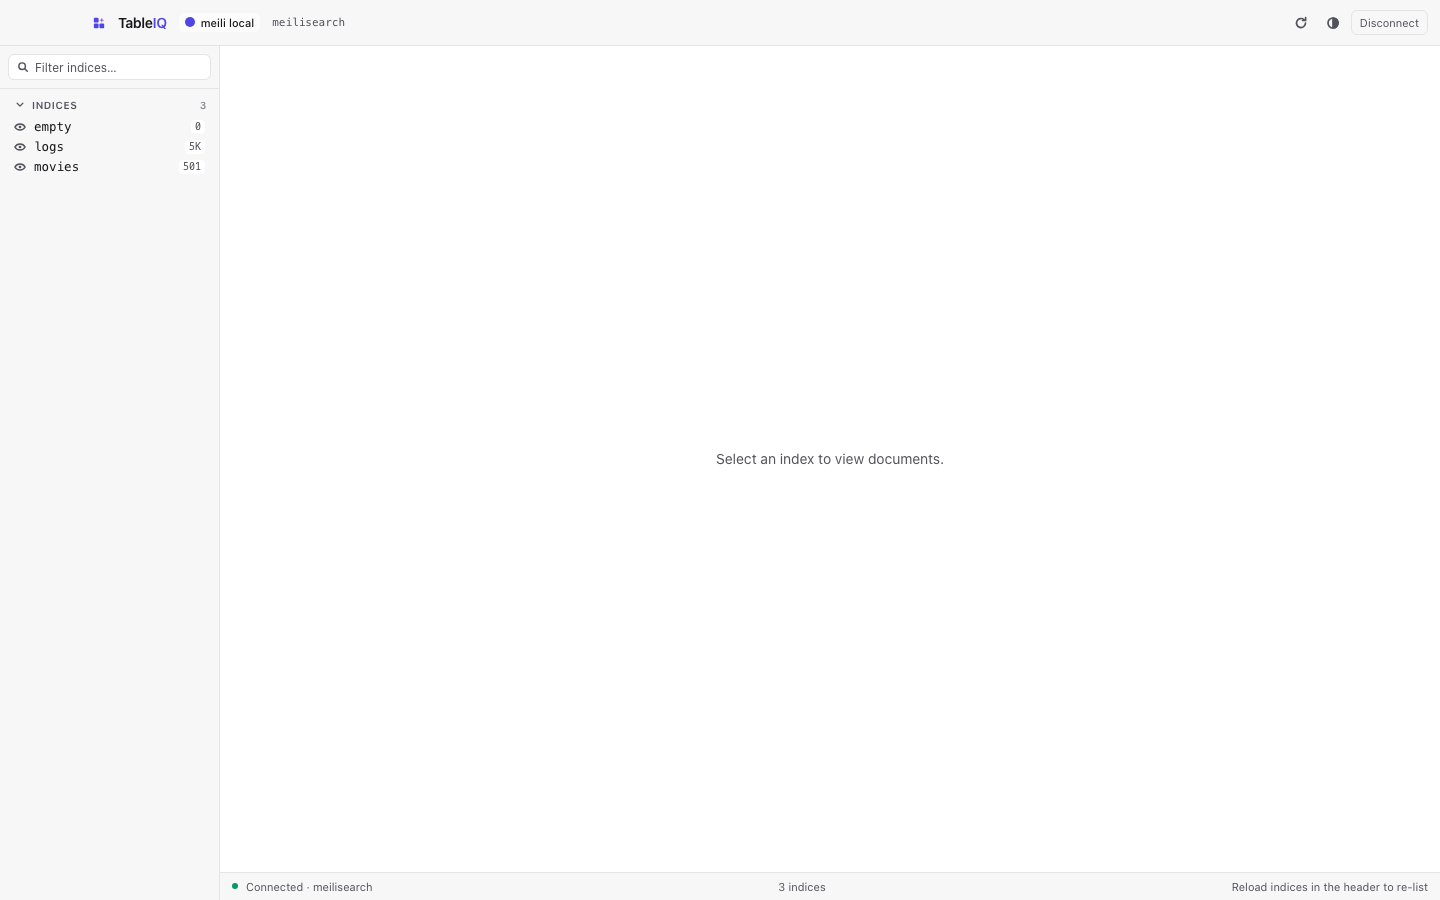 TableIQ meili local meilisearch Disconnect
Filter indices...
INDICES 3
empty 0
logs 5K
movies 501
Select an index to view documents.
Connected · meilisearch 3 indices Reload indices in the header to re-list